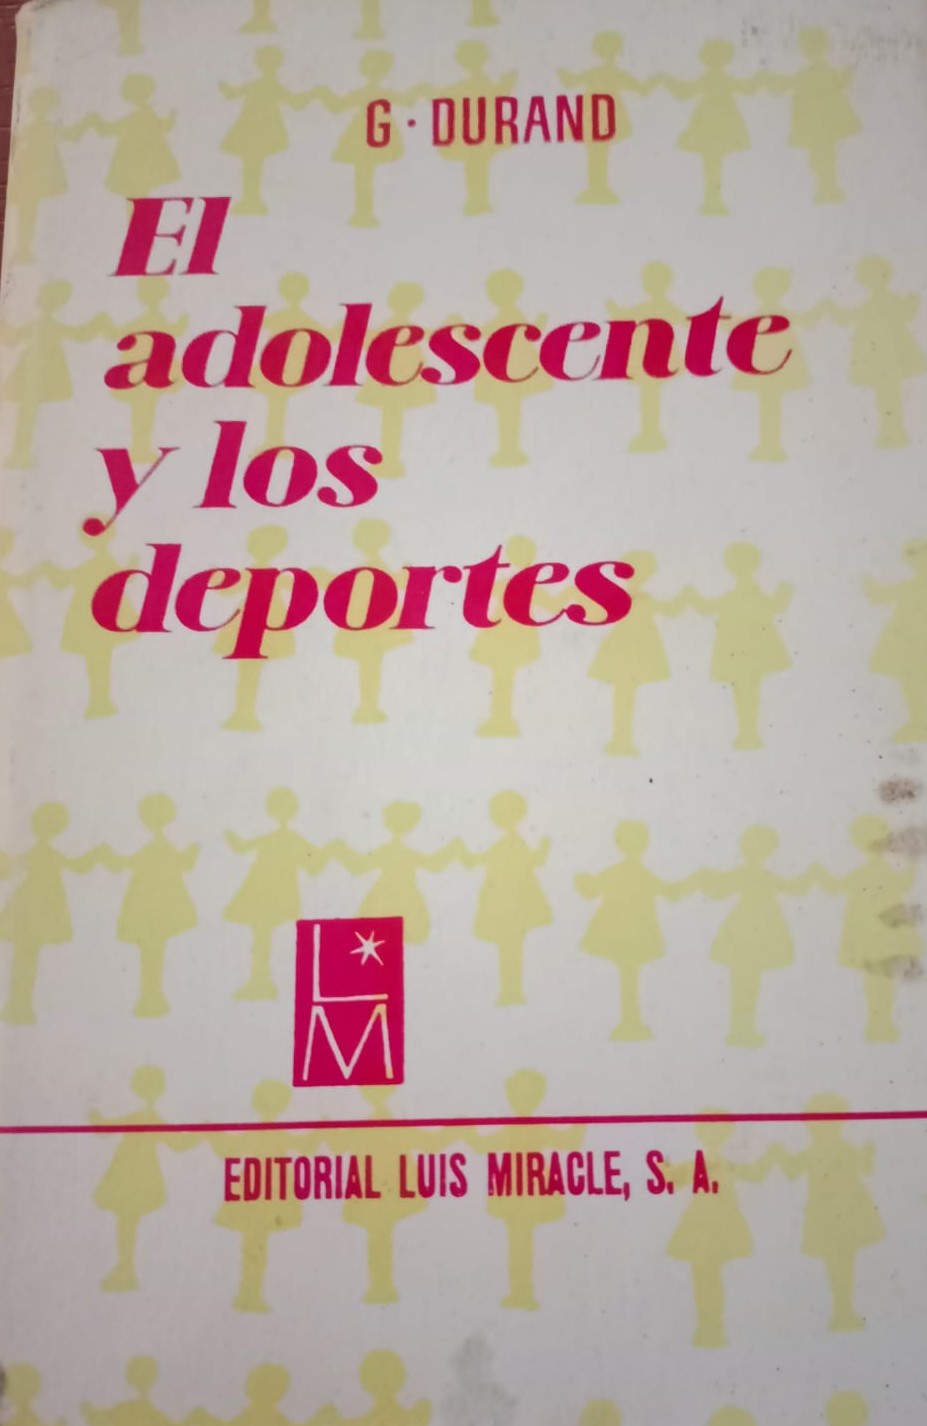 G · DURAND
El
adolescente
y los
deportes
L
M
EDITORIAL LUIS MIRACLE, S. A.